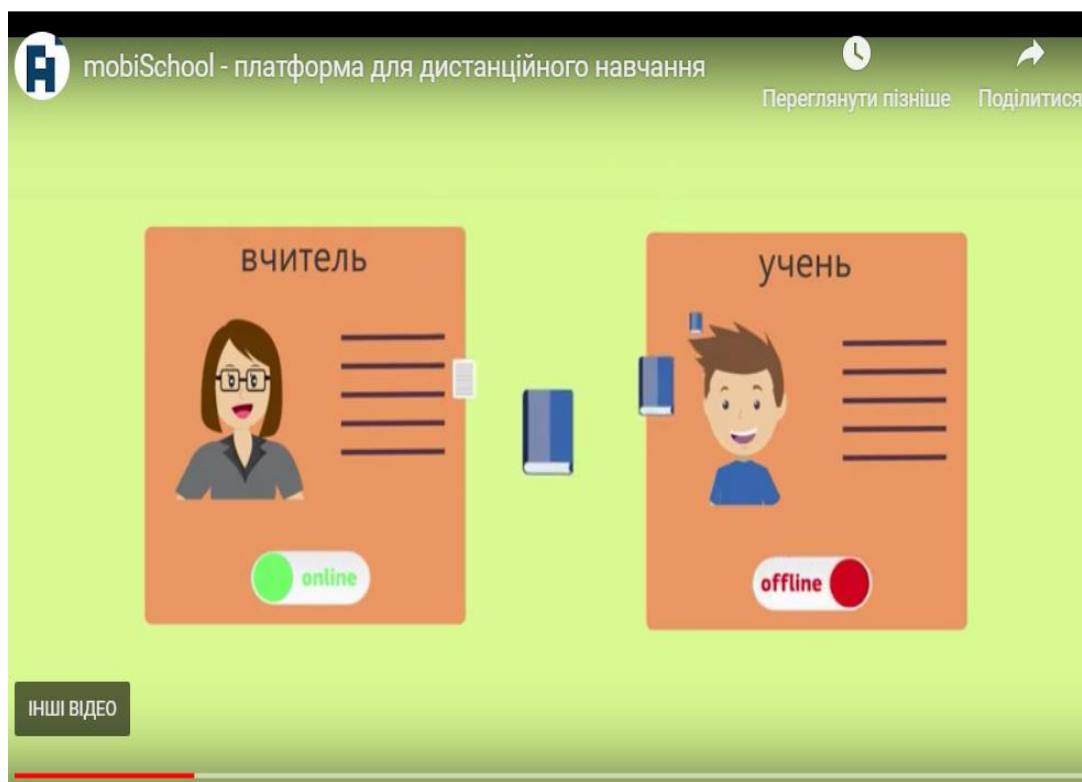 mobiSchool - платформа для дистанційного навчання
Переглянути пізніше
Поділитися
вчитель
учень
online
offline
ІНШІ ВІДЕО